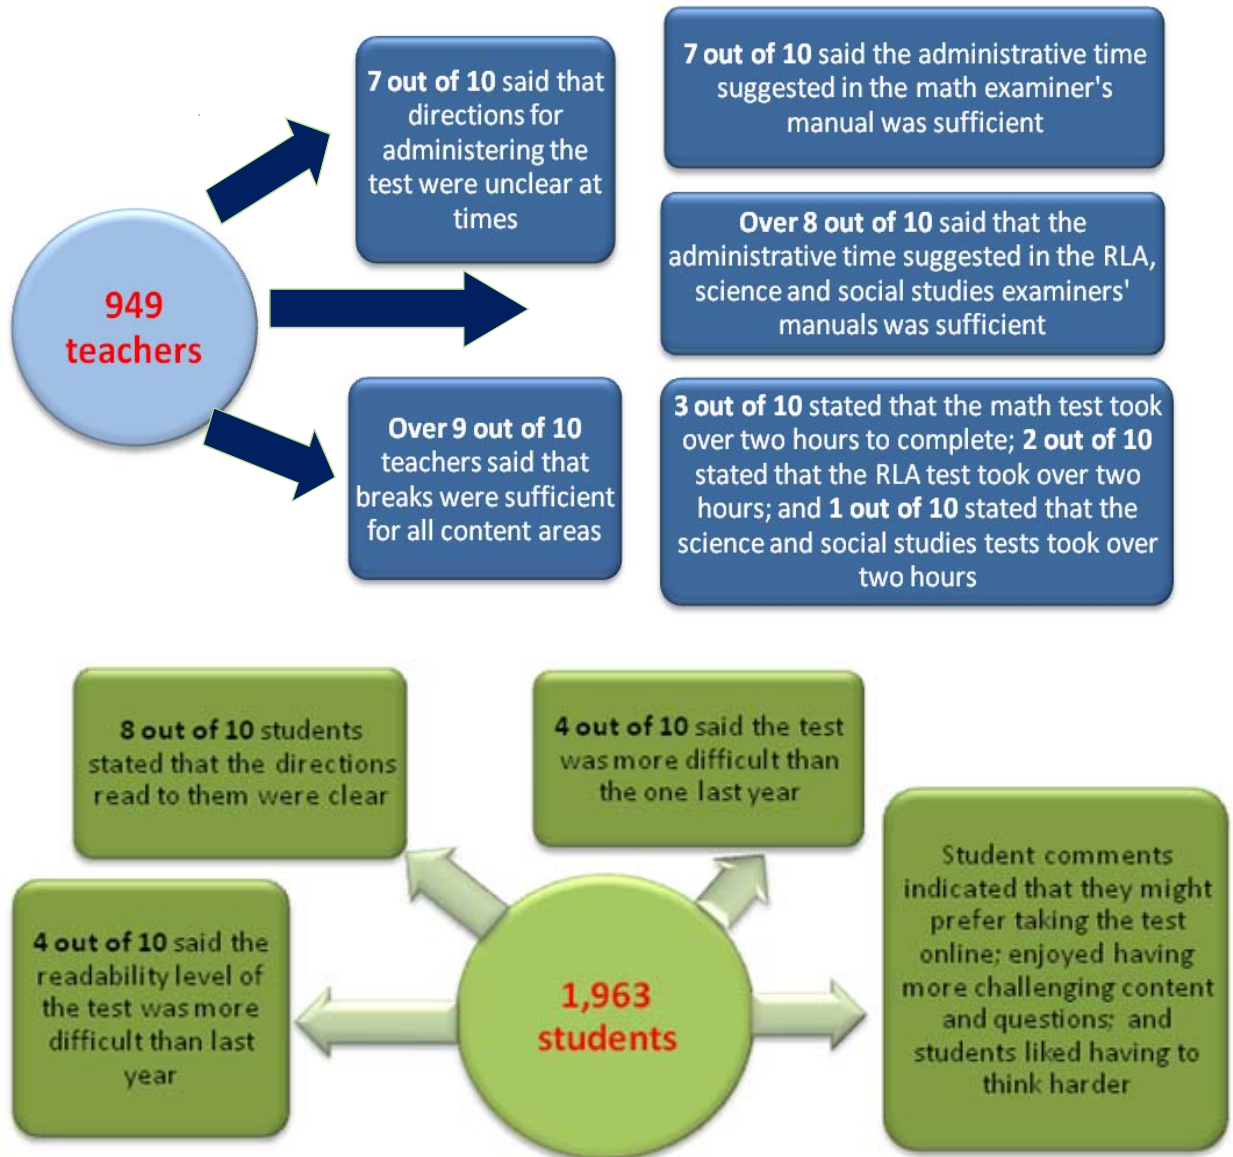 949
teachers
7 out of 10 said that
directions for
administering the
test were unclear at
times
Over 9 out of 10
teachers said that
breaks were sufficient
for all content areas
7 out of 10 said the administrative time
suggested in the math examiner's
manual was sufficient
Over 8 out of 10 said that the
administrative time suggested in the RLA,
science and social studies examiners'
manuals was sufficient
3 out of 10 stated that the math test took
over two hours to complete; 2 out of 10
stated that the RLA test took over two
hours; and 1 out of 10 stated that the
science and social studies tests took over
two hours
8 out of 10 students
stated that the directions
read to them were clear
4 out of 10 said the test
was more difficult than
the one last year
4 out of 10 said the
readability level of
the test was more
difficult than last
year
1,963
students
Student comments
indicated that they might
prefer taking the test
online; enjoyed having
more challenging content
and questions; and
students liked having to
think harder